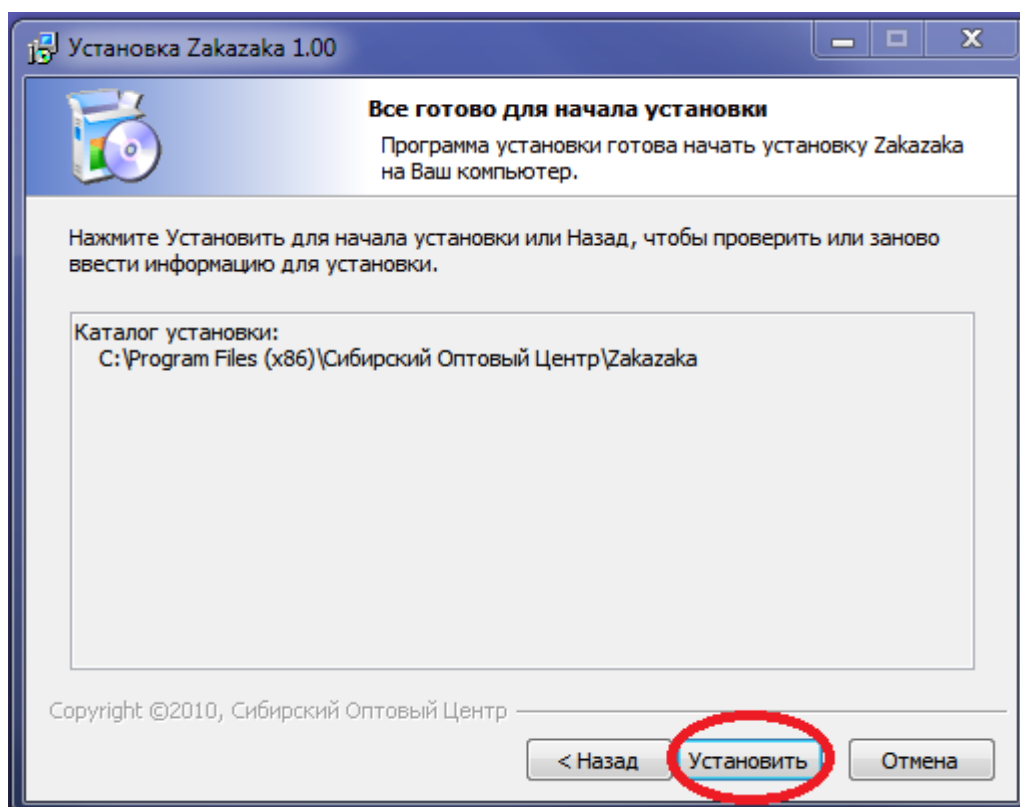 Установка Zakazaka 1.00
Все готово для начала установки
Программа установки готова начать установку Zakazaka
на Ваш компьютер.
Нажмите Установить для начала установки или Назад, чтобы проверить или заново
ввести информацию для установки.
Каталог установки:
C:\Program Files (x86)\Сибирский Оптовый Центр\Zakazaka
Copyright ©2010, Сибирский Оптовый Центр
< Назад
Установить
Отмена